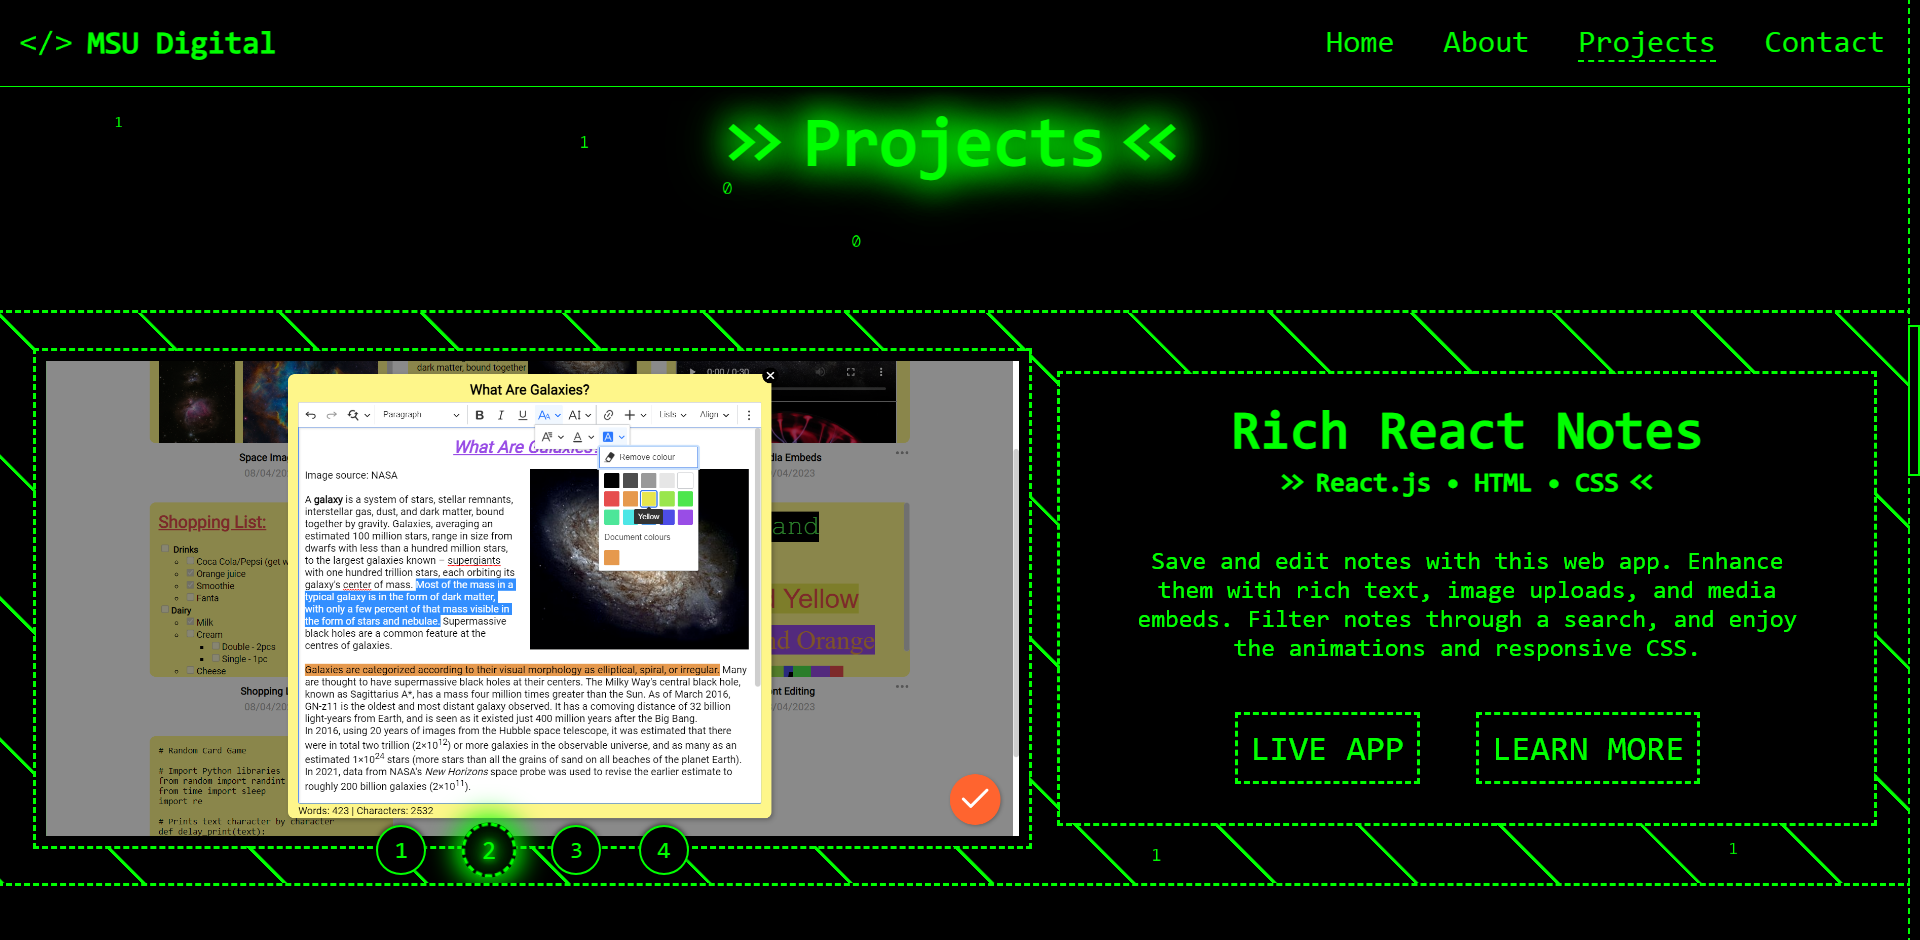 </> MSU Digital
Home About Projects Contact
>> Projects <<
1
1
0
0
dark matter, bound together
0:00 / 0:30
Space Ima
08/04/20
dia Embeds
/04/2023
Shopping List:
Drinks
Coca Cola/Pepsi (get w
Orange juice
Smoothie
Fanta
Dairy
Milk
Cream
Double - 2pcs
Single - 1pc
Cheese
Shopping L
08/04/20
and
d Yellow
nd Orange
nt Editing
/04/2023
# Random Card Game
# Import Python libraries
from random import randint
from time import sleep
import re
# Prints text character by character
def delay_print(text):
What Are Galaxies?
Paragraph B I U AA AI Lists Align
A A A
What Are Galaxies?
Remove colour
Yellow
Document colours
Image source: NASA
A galaxy is a system of stars, stellar remnants,
interstellar gas, dust, and dark matter, bound
together by gravity. Galaxies, averaging an
estimated 100 million stars, range in size from
dwarfs with less than a hundred million stars,
to the largest galaxies known – supergiants
with one hundred trillion stars, each orbiting its
galaxy's center of mass. Most of the mass in a
typical galaxy is in the form of dark matter,
with only a few percent of that mass visible in
the form of stars and nebulae. Supermassive
black holes are a common feature at the
centres of galaxies.
Galaxies are categorized according to their visual morphology as elliptical, spiral, or irregular. Many
are thought to have supermassive black holes at their centers. The Milky Way's central black hole,
known as Sagittarius A*, has a mass four million times greater than the Sun. As of March 2016,
GN-z11 is the oldest and most distant galaxy observed. It has a comoving distance of 32 billion
light-years from Earth, and is seen as it existed just 400 million years after the Big Bang.
In 2016, using 20 years of images from the Hubble space telescope, it was estimated that there
were in total two trillion (2×10¹²) or more galaxies in the observable universe, and as many as an
estimated 1×10²⁴ stars (more stars than all the grains of sand on all beaches of the planet Earth).
In 2021, data from NASA's New Horizons space probe was used to revise the earlier estimate to
roughly 200 billion galaxies (2×10¹¹).
Words: 423 | Characters: 2532
1 2 3 4
Rich React Notes
>> React.js • HTML • CSS <<
Save and edit notes with this web app. Enhance
them with rich text, image uploads, and media
embeds. Filter notes through a search, and enjoy
the animations and responsive CSS.
LIVE APP LEARN MORE
1
1